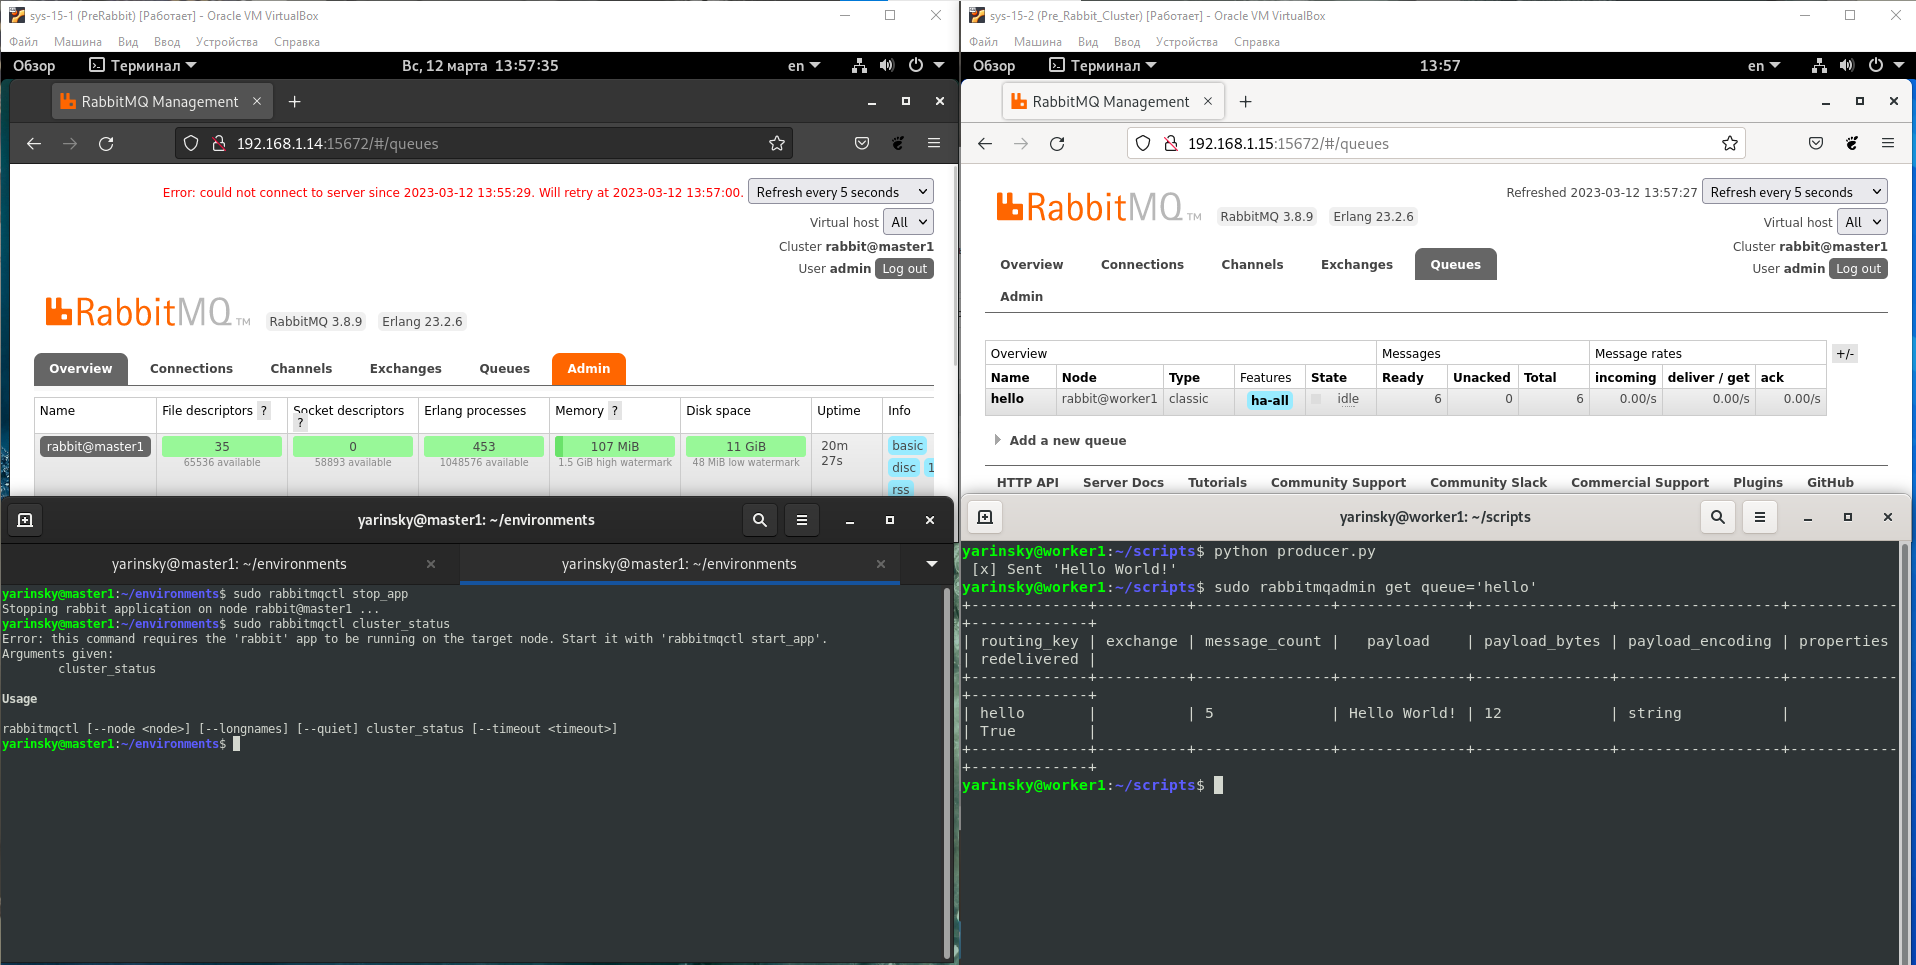 sys-15-1 (PreRabbit) [Работает] - Oracle VM VirtualBox
Файл Машина Вид Ввод Устройства Справка
Обзор Терминал Вс, 12 марта 13:57:35 en
RabbitMQ Management
192.168.1.14:15672/#/queues
Error: could not connect to server since 2023-03-12 13:55:29. Will retry at 2023-03-12 13:57:00. Refresh every 5 seconds
Virtual host All
Cluster rabbit@master1
User admin Log out
RabbitMQ TM RabbitMQ 3.8.9 Erlang 23.2.6
Overview Connections Channels Exchanges Queues Admin
Name File descriptors ? Socket descriptors ? Erlang processes Memory ? Disk space Uptime Info
rabbit@master1 35 0 453 107 MiB 11 GiB 20m 27s basic
65536 available 58893 available 1048576 available 1.5 GiB high watermark 48 MiB low watermark disc 1
rss
yarinsky@master1: ~/environments
yarinsky@master1: ~/environments yarinsky@master1: ~/environments
yarinsky@master1:~/environments$ sudo rabbitmqctl stop_app
Stopping rabbit application on node rabbit@master1 ...
yarinsky@master1:~/environments$ sudo rabbitmqctl cluster_status
Error: this command requires the 'rabbit' app to be running on the target node. Start it with 'rabbitmqctl start_app'.
Arguments given:
cluster_status
Usage
rabbitmqctl [--node <node>] [--longnames] [--quiet] cluster_status [--timeout <timeout>]
yarinsky@master1:~/environments$
sys-15-2 (Pre_Rabbit_Cluster) [Работает] - Oracle VM VirtualBox
Файл Машина Вид Ввод Устройства Справка
Обзор Терминал 13:57 en
RabbitMQ Management
192.168.1.15:15672/#/queues
Refreshed 2023-03-12 13:57:27 Refresh every 5 seconds
RabbitMQ TM RabbitMQ 3.8.9 Erlang 23.2.6
Virtual host All
Cluster rabbit@master1
User admin Log out
Overview Connections Channels Exchanges Queues
Admin
Overview Messages Message rates +/-
Name Node Type Features State Ready Unacked Total incoming deliver / get ack
hello rabbit@worker1 classic ha-all idle 6 0 6 0.00/s 0.00/s 0.00/s
Add a new queue
HTTP API Server Docs Tutorials Community Support Community Slack Commercial Support Plugins GitHub
yarinsky@worker1: ~/scripts
yarinsky@worker1:~/scripts$ python producer.py
[x] Sent 'Hello World!'
yarinsky@worker1:~/scripts$ sudo rabbitmqadmin get queue='hello'
+-------------+----------+---------------+--------------+---------------+------------------+------------
+-------------+
| routing_key | exchange | message_count |   payload    | payload_bytes | payload_encoding | properties
| redelivered |
+-------------+----------+---------------+--------------+---------------+------------------+------------
+-------------+
| hello       |          | 5             | Hello World! | 12            | string           |
| True        |
+-------------+----------+---------------+--------------+---------------+------------------+------------
+-------------+
yarinsky@worker1:~/scripts$